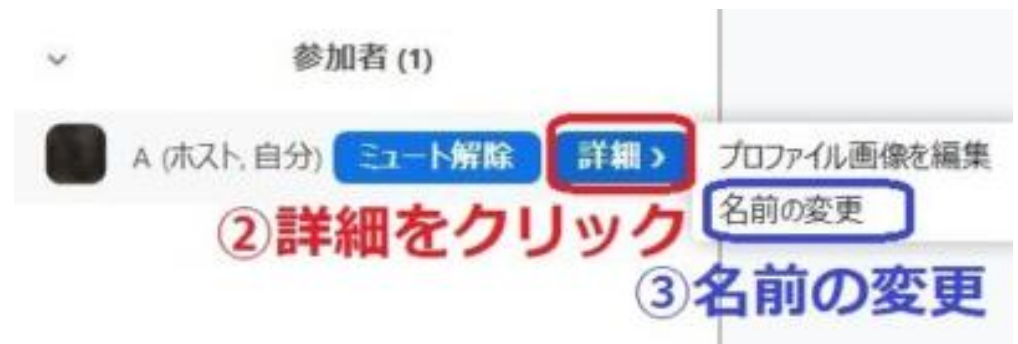 参加者 (1)
A (ホスト, 自分) ミュート解除 詳細 > プロファイル画像を編集
名前の変更
②詳細をクリック
③名前の変更